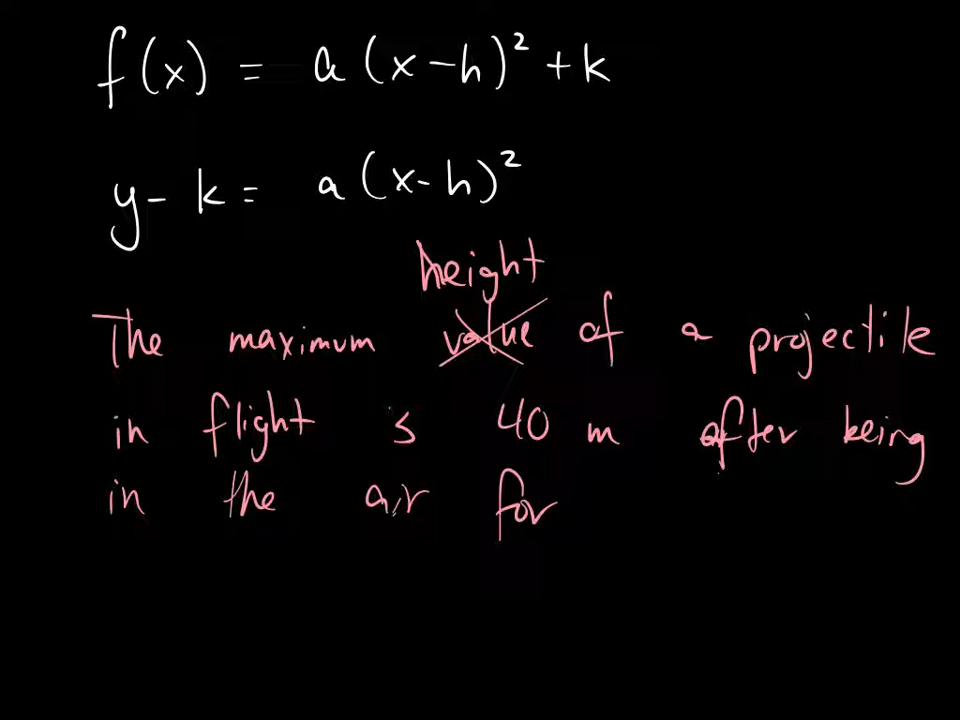 f(x) = a(x-h)² + k
y - k = a(x-h)²
height
The maximum value of a projectile
in flight is 40 m after being
in the air for